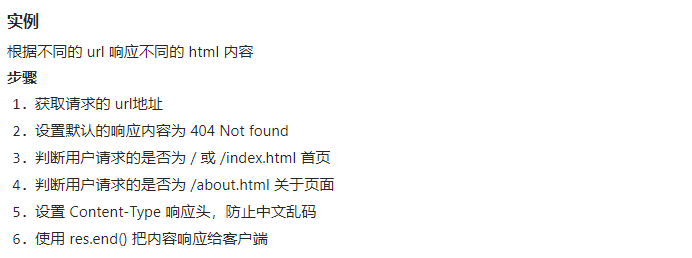 实例
根据不同的 url 响应不同的 html 内容
步骤
1. 获取请求的 url地址
2. 设置默认的响应内容为 404 Not found
3. 判断用户请求的是否为 / 或 /index.html 首页
4. 判断用户请求的是否为 /about.html 关于页面
5. 设置 Content-Type 响应头，防止中文乱码
6. 使用 res.end() 把内容响应给客户端